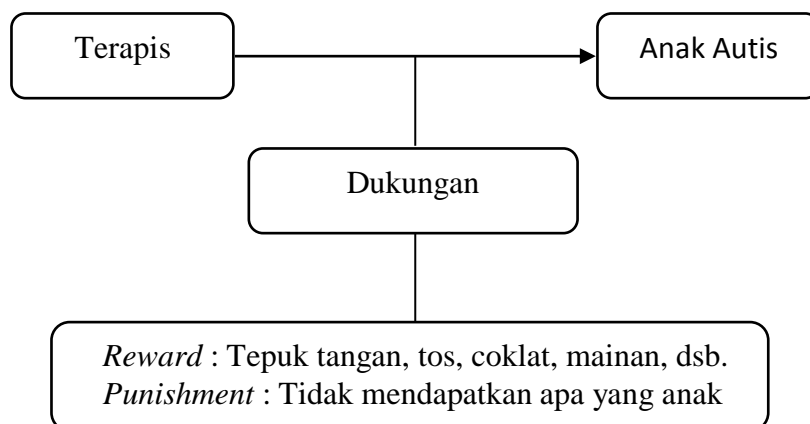 Terapis
Anak Autis
Dukungan
Reward : Tepuk tangan, tos, coklat, mainan, dsb.
Punishment : Tidak mendapatkan apa yang anak